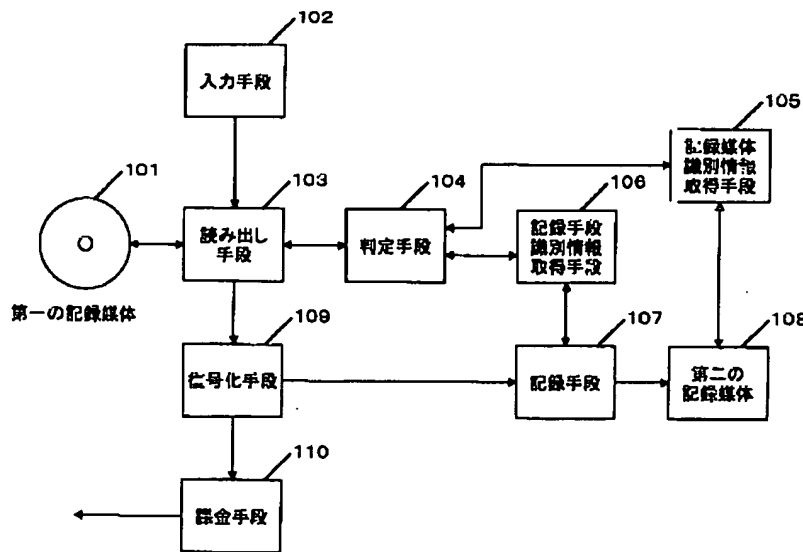 102
入力手段
105
記録媒体
識別情報
取得手段
101
103
104
106
読み出し
手段
判定手段
記録手段
識別情報
取得手段
第一の記録媒体
109
107
108
復号化手段
記録手段
第二の
記録媒体
110
課金手段